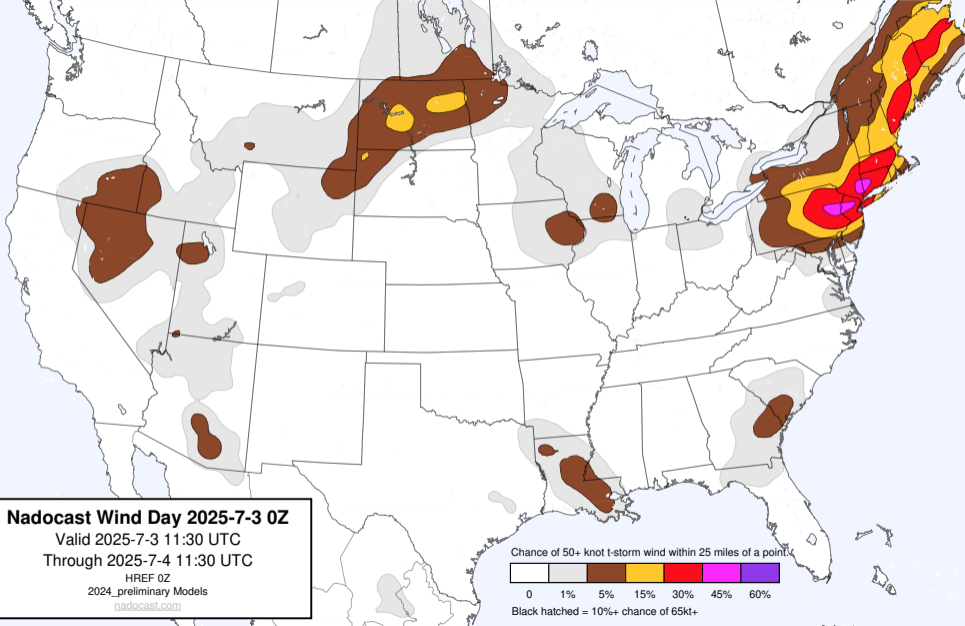 Nadocast Wind Day 2025-7-3 0Z
Valid 2025-7-3 11:30 UTC
Through 2025-7-4 11:30 UTC
HREF 0Z
2024_preliminary Models
nadocast.com
Chance of 50+ knot t-storm wind within 25 miles of a point.
0 1% 5% 15% 30% 45% 60%
Black hatched = 10%+ chance of 65kt+